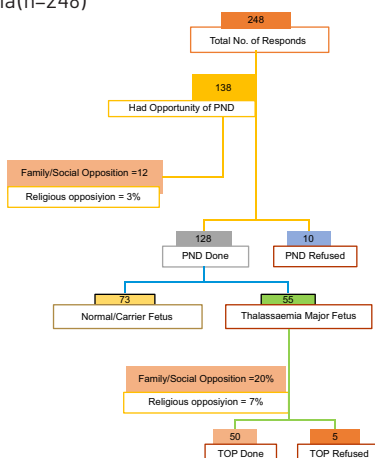 ia(n=248)
248
Total No. of Responds
138
Had Opportunity of PND
Family/Social Opposition =12
Religious opposiyion = 3%
128
PND Done
10
PND Refused
73
Normal/Carrier Fetus
55
Thalassaemia Major Fetus
Family/Social Opposition =20%
Religious opposiyion = 7%
50
TOP Done
5
TOP Refused